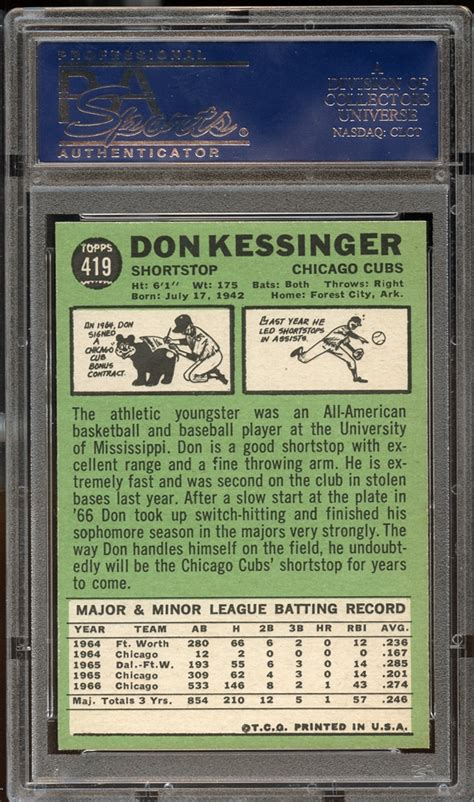 PROFESSIONAL
PSA
Sports®
AUTHENTICATOR
A
DIVISION OF
COLLECTORS
UNIVERSE
NASDAQ: CLCT
TOPPS
419
DON KESSINGER
SHORTSTOP CHICAGO CUBS
Ht: 6'1" Wt: 175 Bats: Both Throws: Right
Born: July 17, 1942 Home: Forest City, Ark.
IN 1964, DON
SIGNED
A
CHICAGO
CUB
BONUS
CONTRACT.
LAST YEAR HE
LED SHORTSTOPS
IN ASSISTS.
The athletic youngster was an All-American
basketball and baseball player at the University
of Mississippi. Don is a good shortstop with ex-
cellent range and a fine throwing arm. He is ex-
tremely fast and was second on the club in stolen
bases last year. After a slow start at the plate in
'66 Don took up switch-hitting and finished his
sophomore season in the majors very strongly. The
way Don handles himself on the field, he undoubt-
edly will be the Chicago Cubs' shortstop for years
to come.
MAJOR & MINOR LEAGUE BATTING RECORD
YEAR TEAM AB H 2B 3B HR RBI AVG.
1964 Ft. Worth 280 66 6 2 0 14 .236
1964 Chicago 12 2 0 0 0 0 .167
1965 Dal.-Ft.W. 193 55 6 3 0 14 .285
1965 Chicago 309 62 4 3 0 14 .201
1966 Chicago 533 146 8 2 1 43 .274
Maj. Totals 3 Yrs. 854 210 12 5 1 57 .246
©T.C.G. PRINTED IN U.S.A.